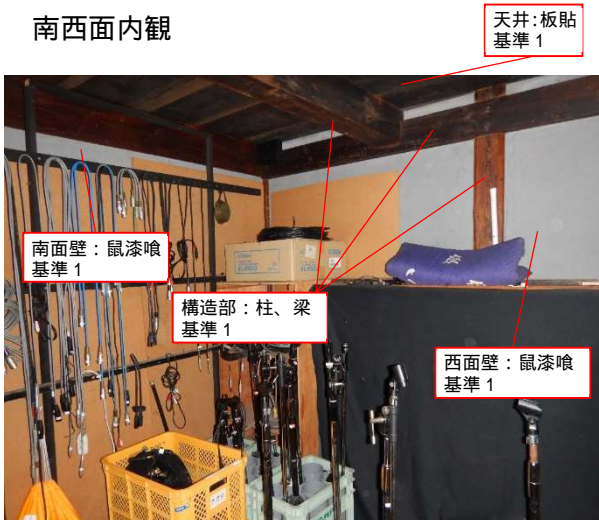 南西面内観
天井:板貼
基準 1
南面壁：鼠漆喰
基準 1
構造部：柱、梁
基準 1
西面壁：鼠漆喰
基準 1